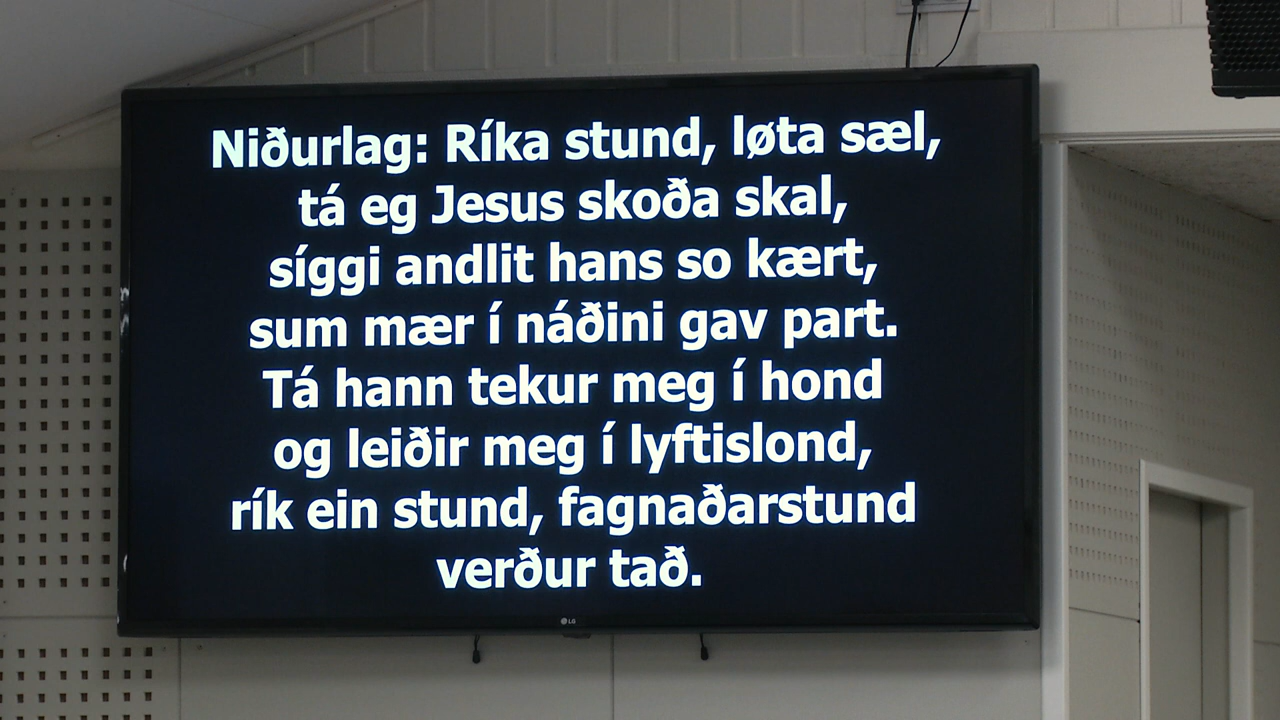 Niðurlag: Ríka stund, løta sæl,
tá eg Jesus skoða skal,
síggi andlit hans so kært,
sum mær í náðini gav part.
Tá hann tekur meg í hond
og leiðir meg í lyftislond,
rík ein stund, fagnaðarstund
verður tað.
LG